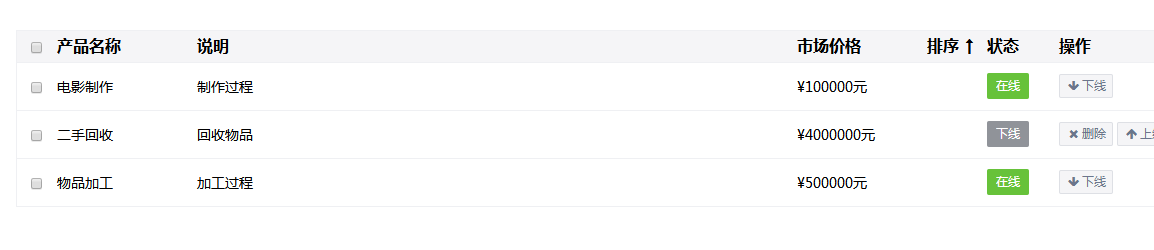 产品名称 说明 市场价格 排序 ↑ 状态 操作
电影制作 制作过程 ¥100000元 在线 下线
二手回收 回收物品 ¥4000000元 下线 删除 上
物品加工 加工过程 ¥500000元 在线 下线